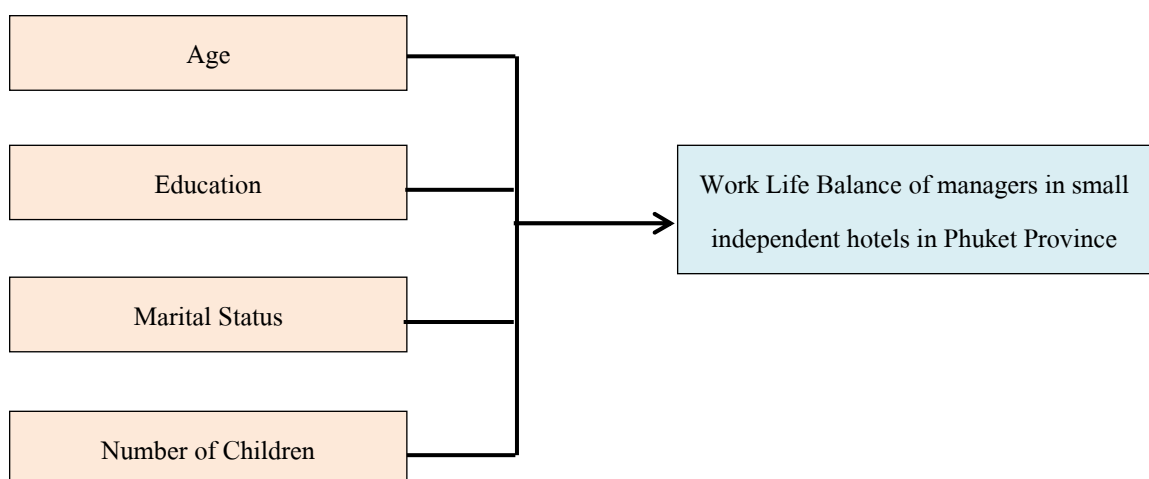 Age
Education
Work Life Balance of managers in small
independent hotels in Phuket Province
Marital Status
Number of Children